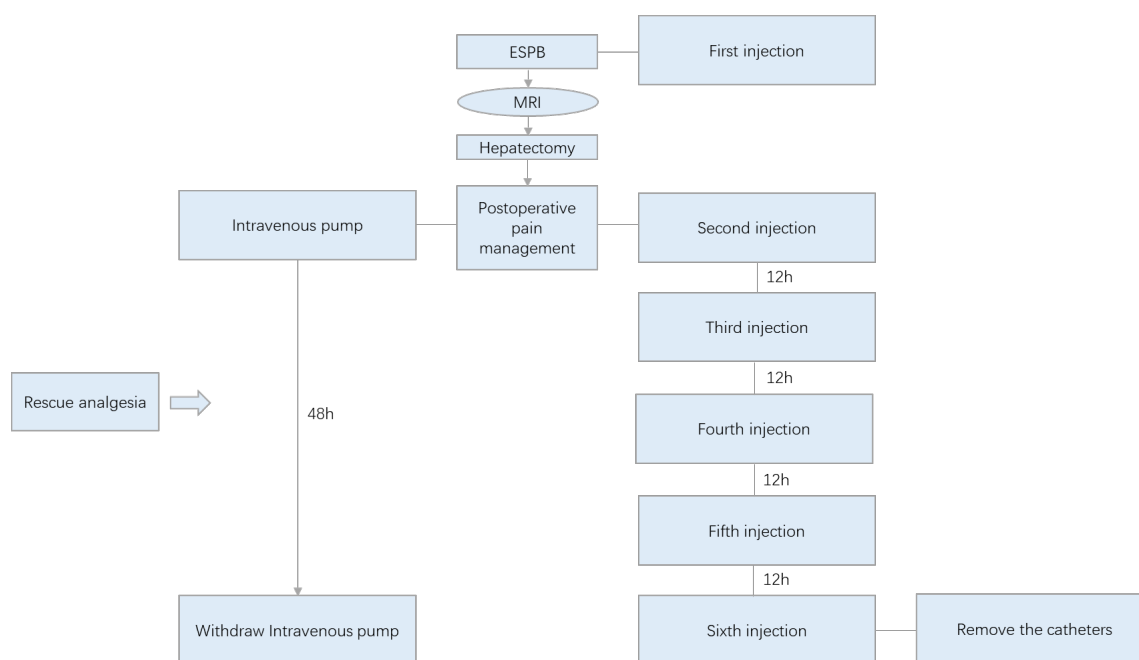 ESPB
First injection
MRI
Hepatectomy
Intravenous pump
Postoperative
pain
management
Second injection
12h
Third injection
12h
Rescue analgesia
48h
Fourth injection
12h
Fifth injection
12h
Withdraw Intravenous pump
Sixth injection
Remove the catheters